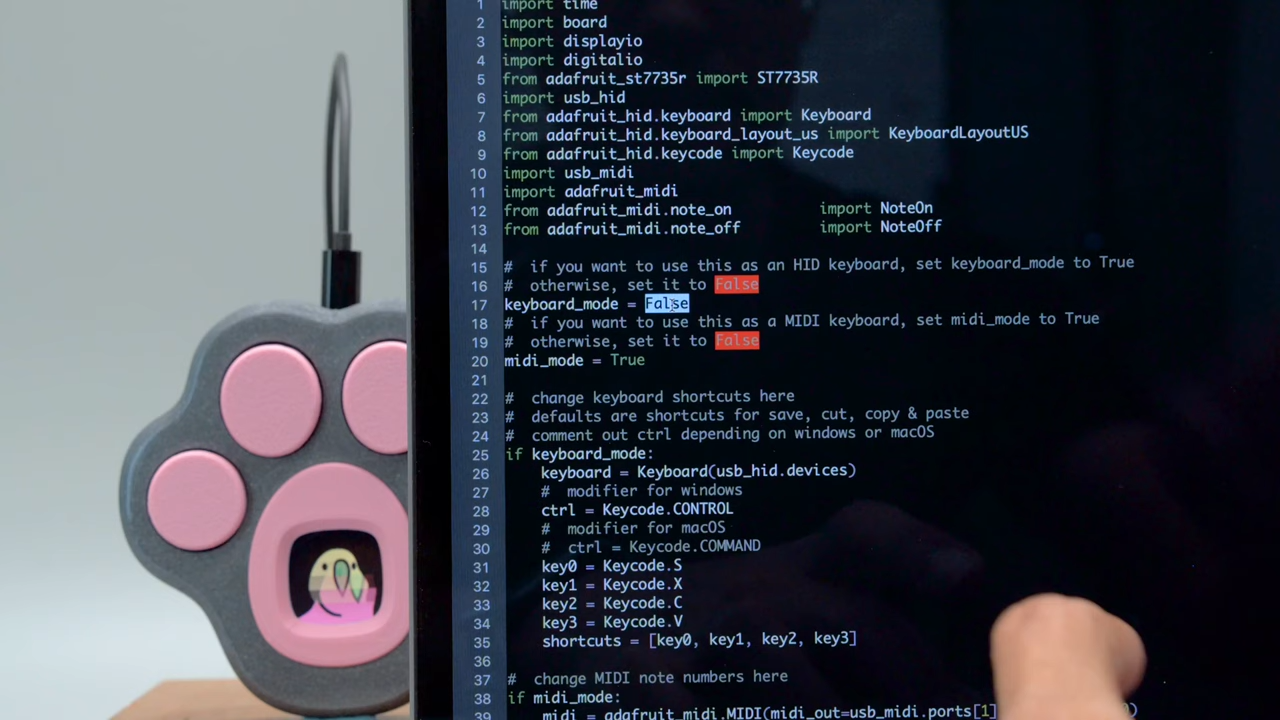 1 import time
2 import board
3 import displayio
4 import digitalio
5 from adafruit_st7735r import ST7735R
6 import usb_hid
7 from adafruit_hid.keyboard import Keyboard
8 from adafruit_hid.keyboard_layout_us import KeyboardLayoutUS
9 from adafruit_hid.keycode import Keycode
10 import usb_midi
11 import adafruit_midi
12 from adafruit_midi.note_on import NoteOn
13 from adafruit_midi.note_off import NoteOff
14
15 # if you want to use this as an HID keyboard, set keyboard_mode to True
16 # otherwise, set it to False
17 keyboard_mode = False
18 # if you want to use this as a MIDI keyboard, set midi_mode to True
19 # otherwise, set it to False
20 midi_mode = True
21
22 # change keyboard shortcuts here
23 # defaults are shortcuts for save, cut, copy & paste
24 # comment out ctrl depending on windows or macOS
25 if keyboard_mode:
26 keyboard = Keyboard(usb_hid.devices)
27 # modifier for windows
28 ctrl = Keycode.CONTROL
29 # modifier for macOS
30 # ctrl = Keycode.COMMAND
31 key0 = Keycode.S
32 key1 = Keycode.X
33 key2 = Keycode.C
34 key3 = Keycode.V
35 shortcuts = [key0, key1, key2, key3]
36
37 # change MIDI note numbers here
38 if midi_mode:
39 midi = adafruit_midi.MIDI(midi_out=usb_midi.ports[1] )